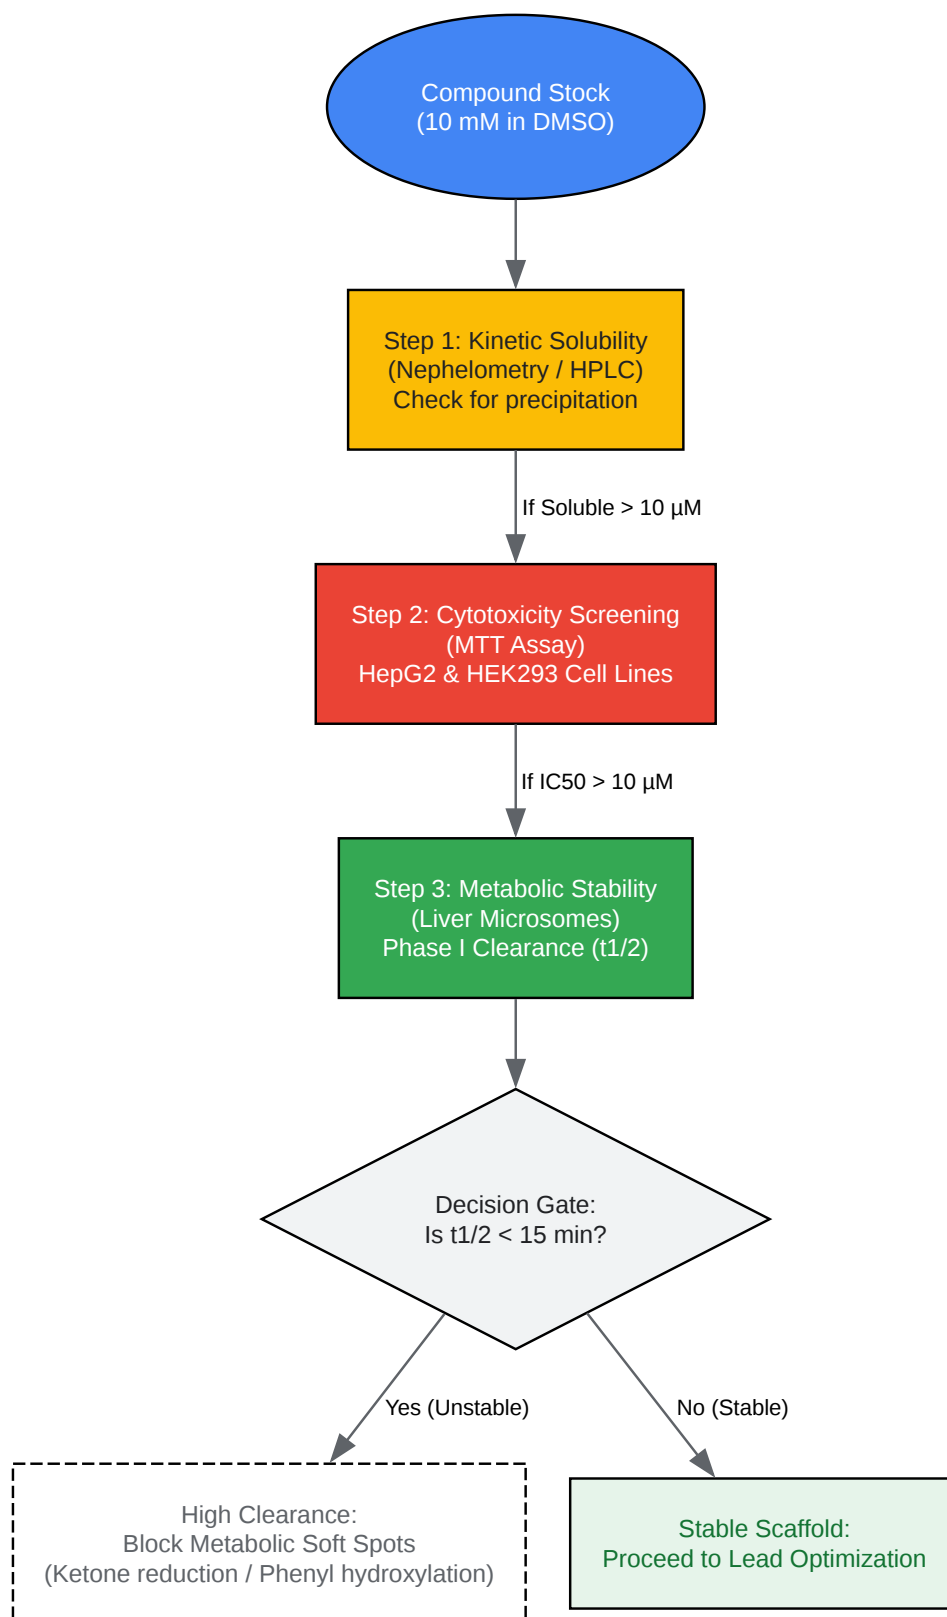 Compound Stock
(10 mM in DMSO)
Step 1: Kinetic Solubility
(Nephelometry / HPLC)
Check for precipitation
If Soluble > 10 µM
Step 2: Cytotoxicity Screening
(MTT Assay)
HepG2 & HEK293 Cell Lines
If IC50 > 10 µM
Step 3: Metabolic Stability
(Liver Microsomes)
Phase I Clearance (t1/2)
Decision Gate:
Is t1/2 < 15 min?
Yes (Unstable)
No (Stable)
High Clearance:
Block Metabolic Soft Spots
(Ketone reduction / Phenyl hydroxylation)
Stable Scaffold:
Proceed to Lead Optimization